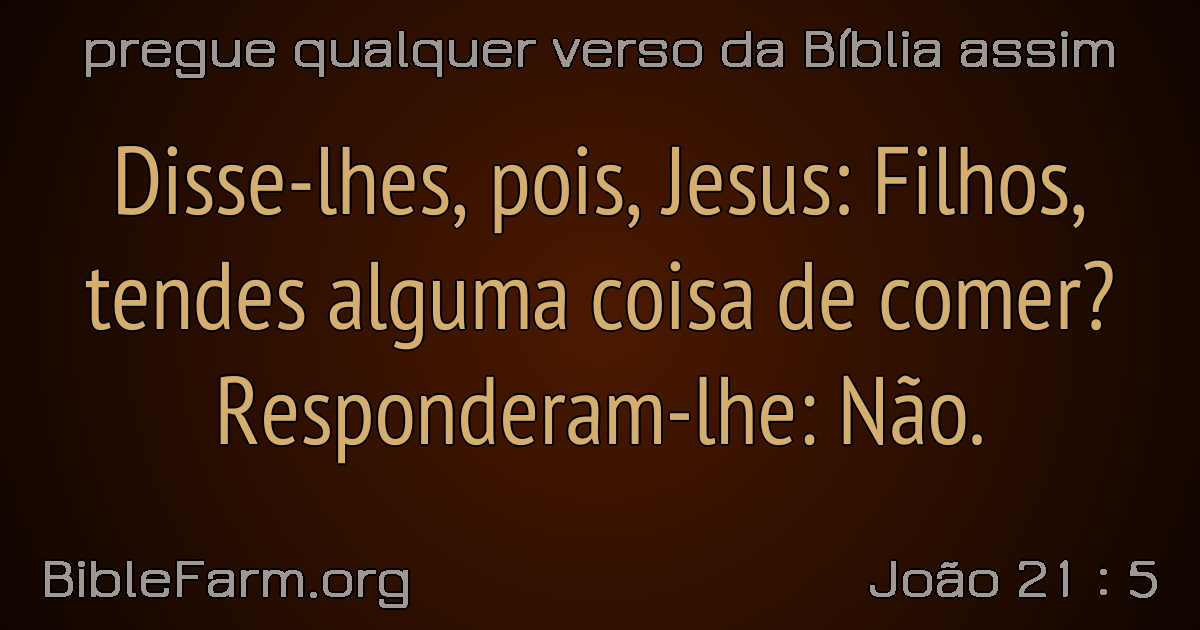 pregue qualquer verso da Bíblia assim
Disse-lhes, pois, Jesus: Filhos,
tendes alguma coisa de comer?
Responderam-lhe: Não.
BibleFarm.org
João 21 : 5